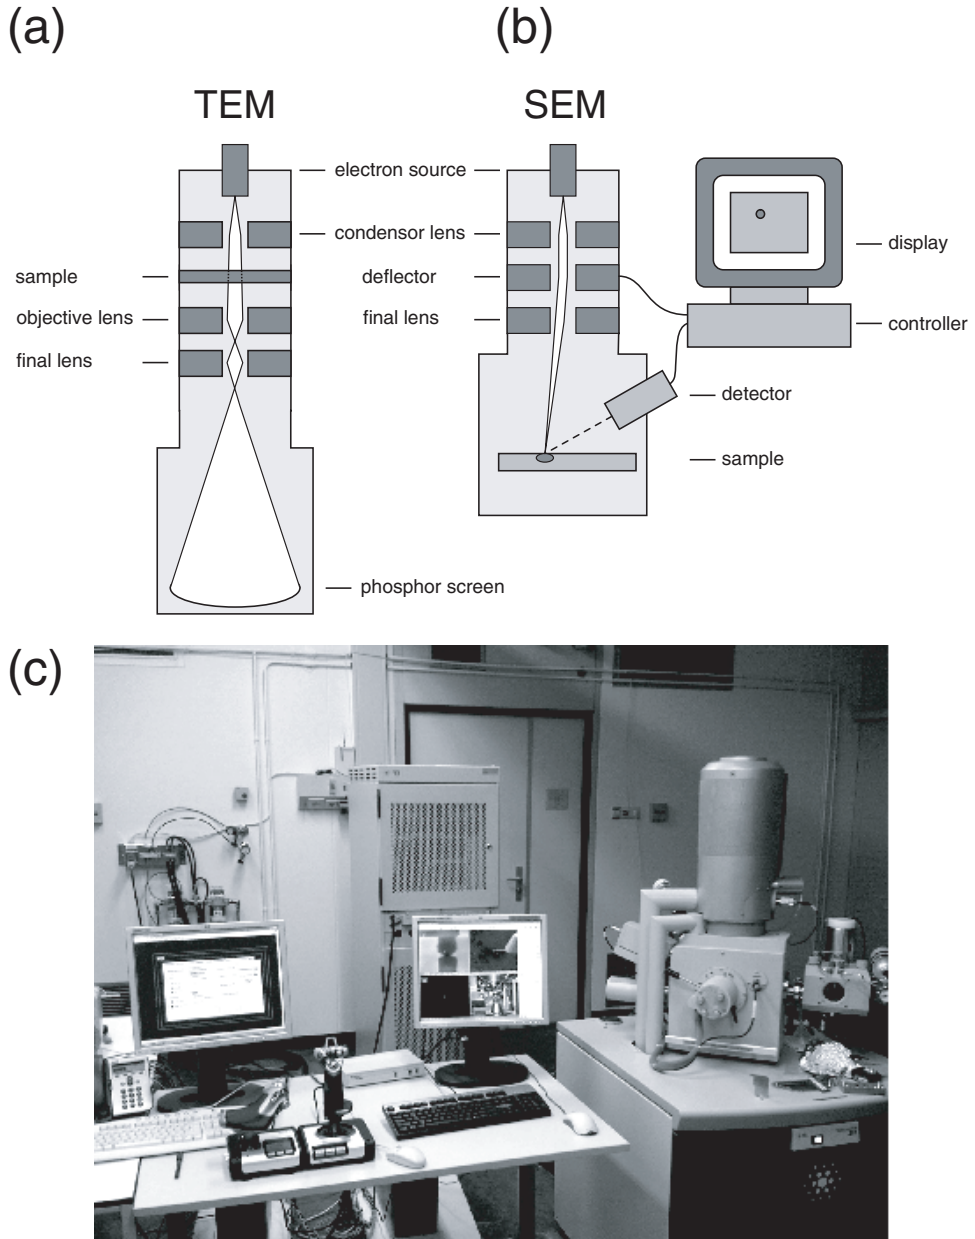 (a)
(b)
TEM
SEM
electron source
condensor lens
display
sample
deflector
objective lens
final lens
controller
final lens
detector
sample
phosphor screen
(c)